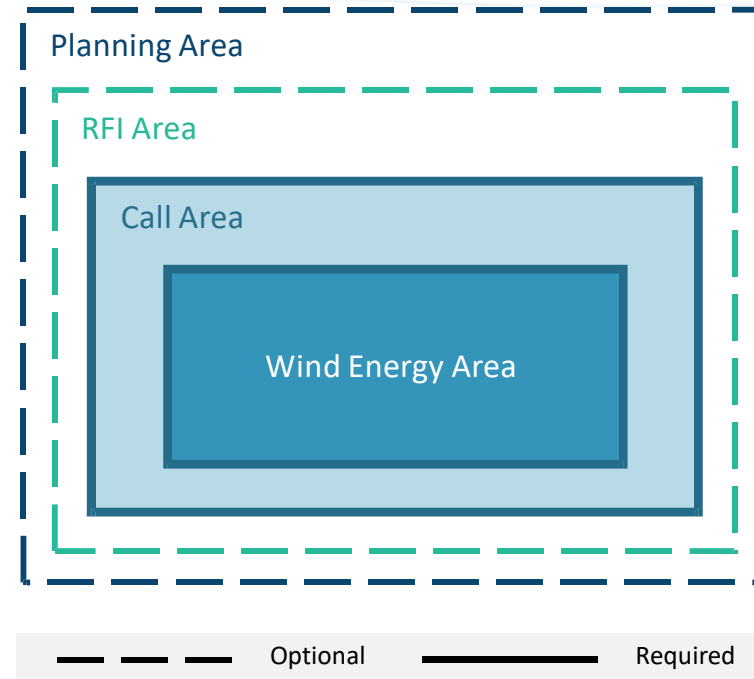 Planning Area
RFI Area
Call Area
Wind Energy Area
Optional Required